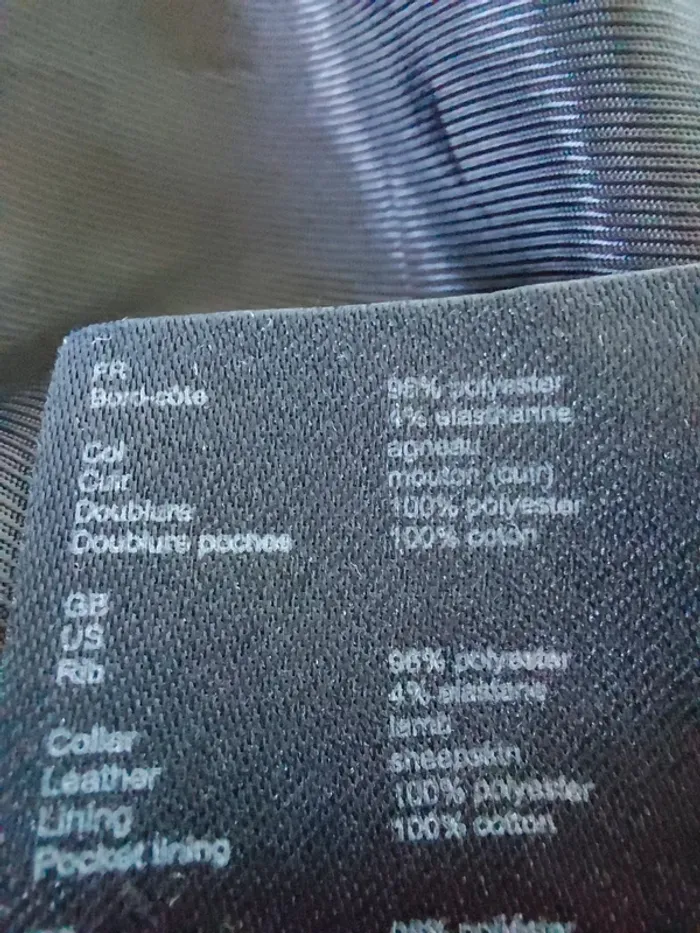 FR
Bord-côte 96% polyester
4% élasthanne
Col agneau
Cuir mouton (cuir)
Doublure 100% polyester
Doublure poches 100% coton
GB
US
Rib 96% polyester
4% elastane
Collar lamb
Leather sheepskin
Lining 100% polyester
Pocket lining 100% cotton